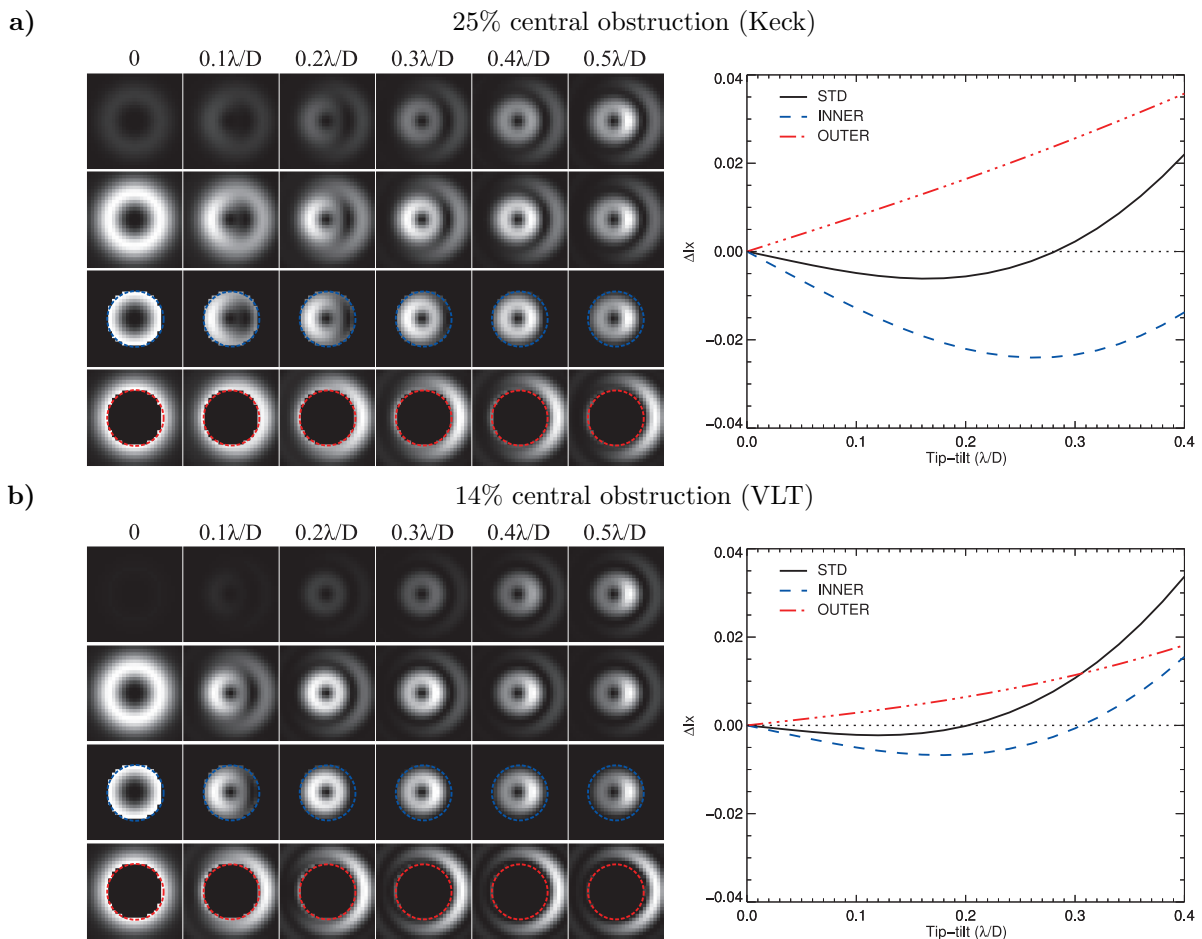 a) 25% central obstruction (Keck)
0 0.1λ/D 0.2λ/D 0.3λ/D 0.4λ/D 0.5λ/D
0.04
STD
INNER
OUTER
0.02
0.00
ΔIx
−0.02
−0.04
0.0 0.1 0.2 0.3 0.4
Tip−tilt (λ/D)
b) 14% central obstruction (VLT)
0 0.1λ/D 0.2λ/D 0.3λ/D 0.4λ/D 0.5λ/D
0.04
STD
INNER
OUTER
0.02
0.00
ΔIx
−0.02
−0.04
0.0 0.1 0.2 0.3 0.4
Tip−tilt (λ/D)